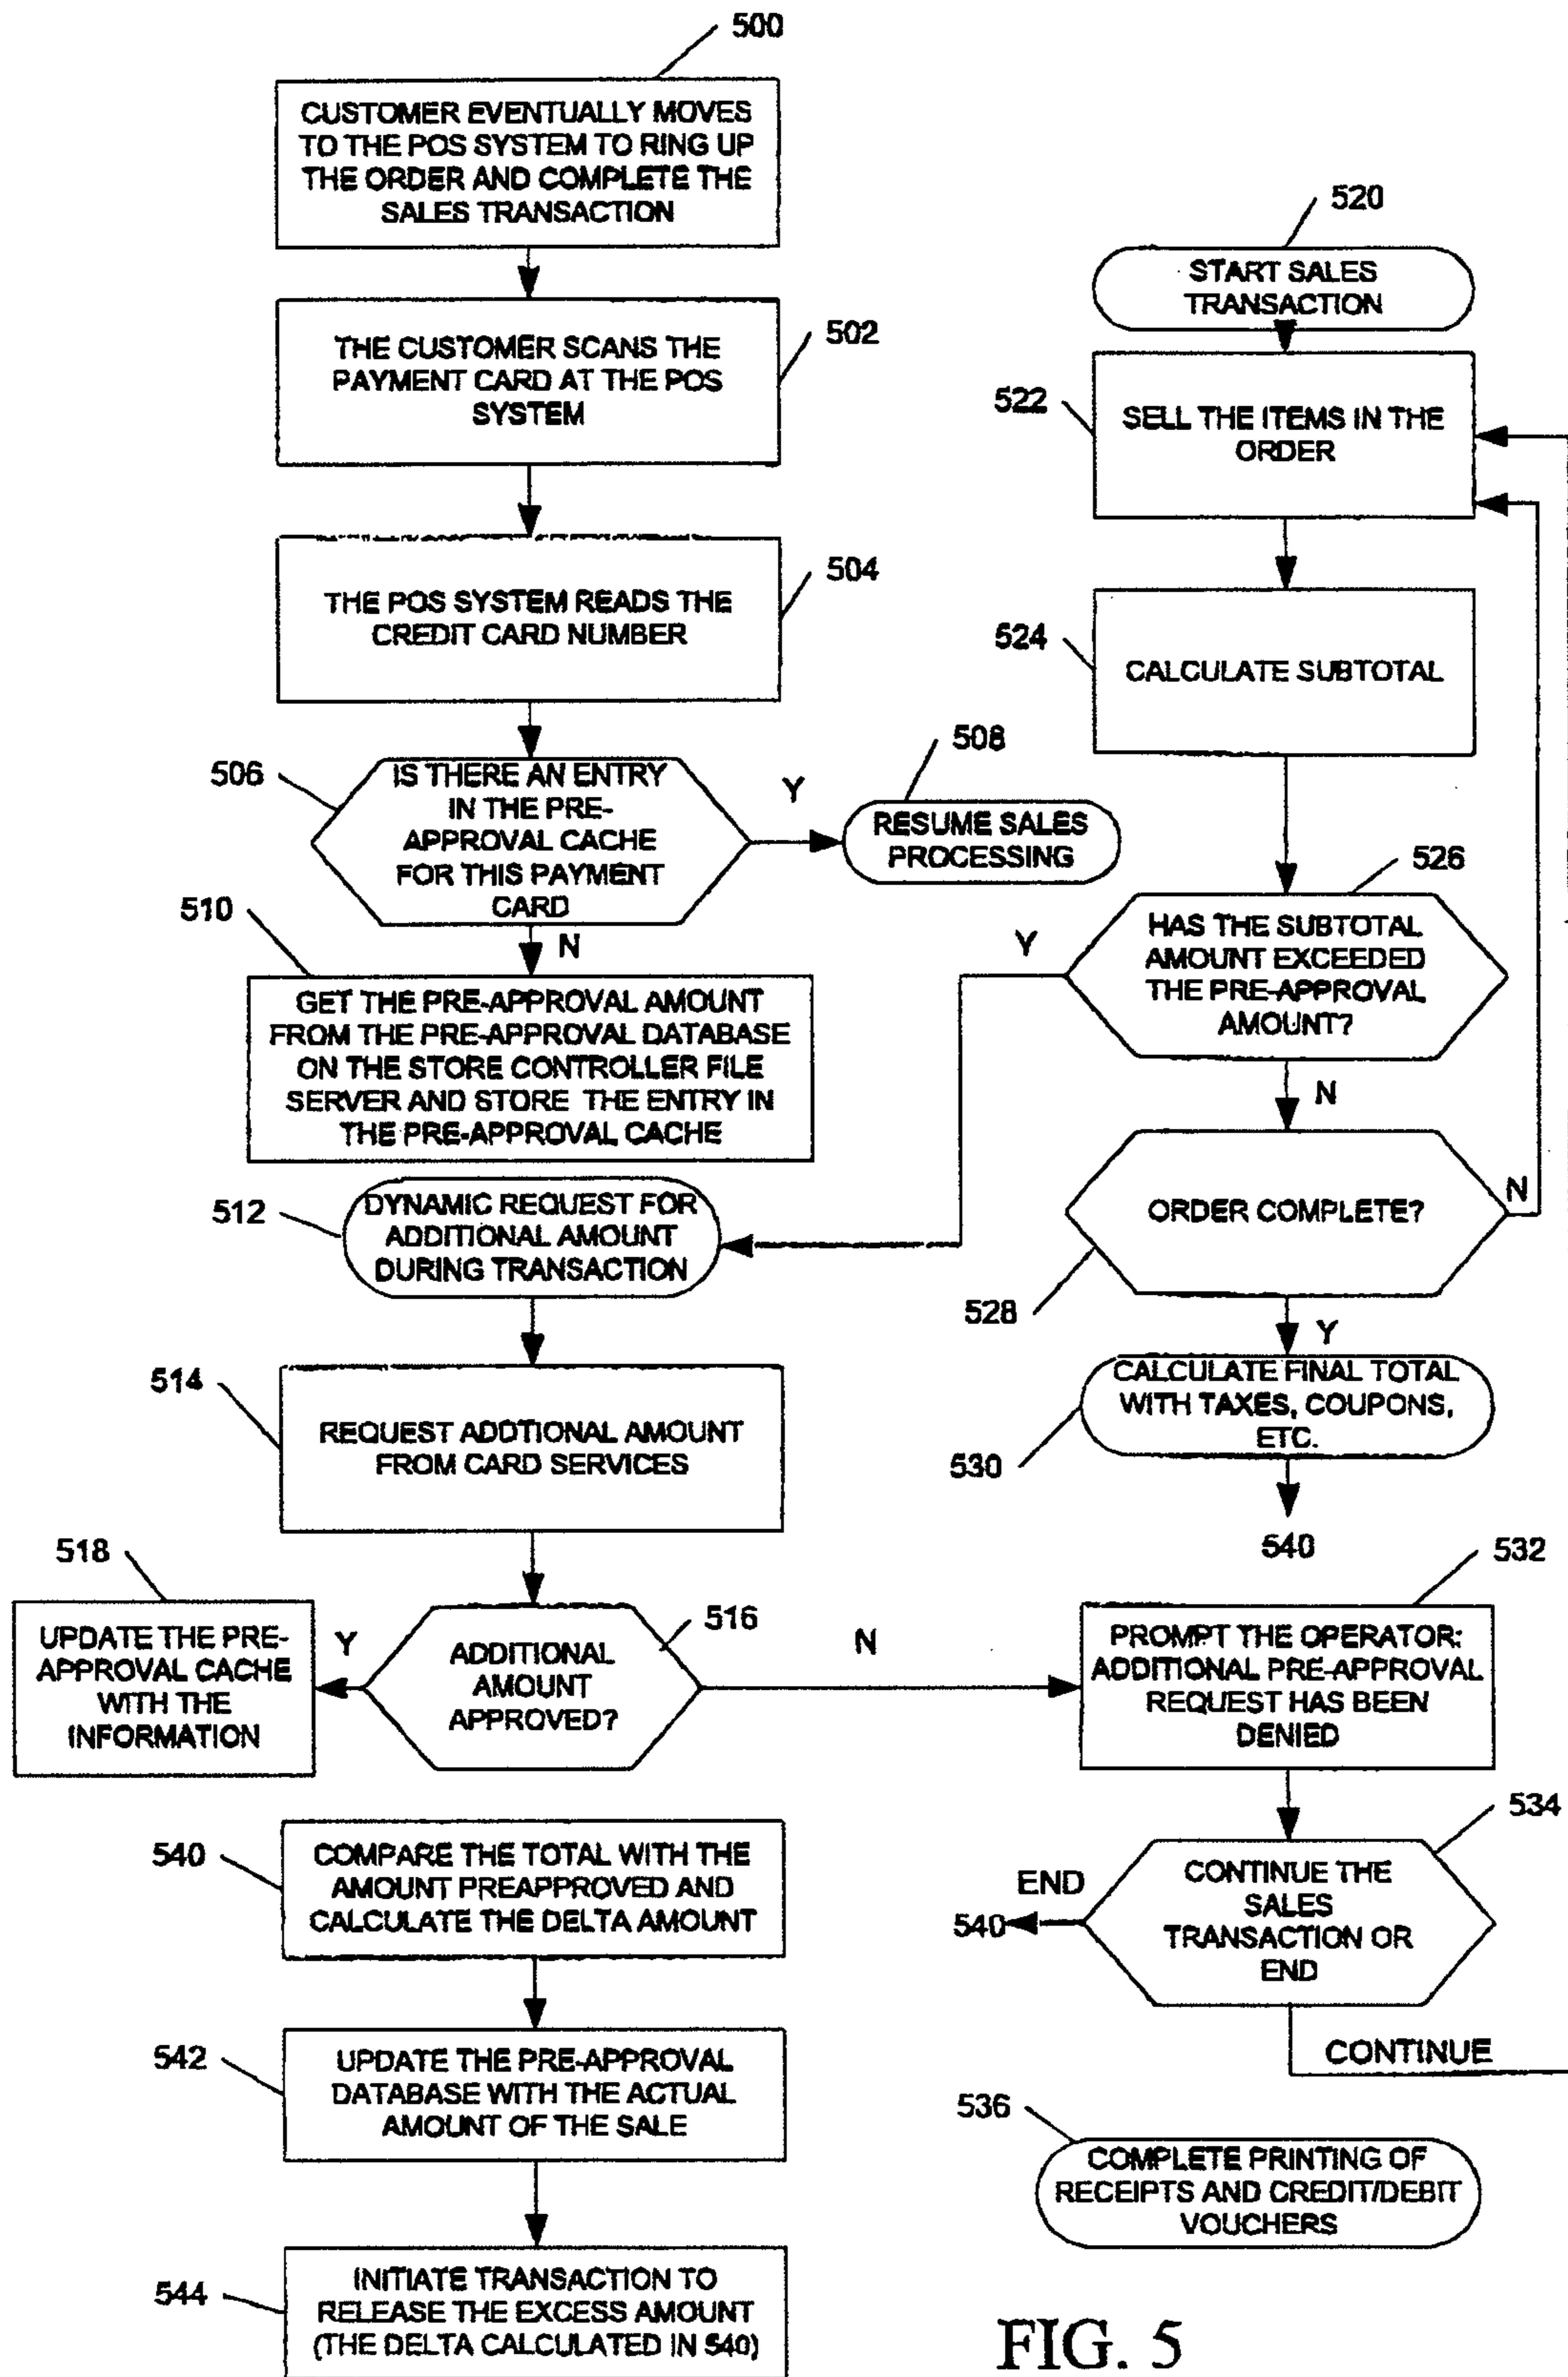 500
CUSTOMER EVENTUALLY MOVES
TO THE POS SYSTEM TO RING UP
THE ORDER AND COMPLETE THE
SALES TRANSACTION
502
THE CUSTOMER SCANS THE
PAYMENT CARD AT THE POS
SYSTEM
504
THE POS SYSTEM READS THE
CREDIT CARD NUMBER
506
IS THERE AN ENTRY
IN THE PRE-
APPROVAL CACHE
FOR THIS PAYMENT
CARD
Y
508
RESUME SALES
PROCESSING
N
510
GET THE PRE-APPROVAL AMOUNT
FROM THE PRE-APPROVAL DATABASE
ON THE STORE CONTROLLER FILE
SERVER AND STORE THE ENTRY IN
THE PRE-APPROVAL CACHE
512
DYNAMIC REQUEST FOR
ADDITIONAL AMOUNT
DURING TRANSACTION
514
REQUEST ADDTIONAL AMOUNT
FROM CARD SERVICES
516
ADDITIONAL
AMOUNT
APPROVED?
Y
N
518
UPDATE THE PRE-
APPROVAL CACHE
WITH THE
INFORMATION
520
START SALES
TRANSACTION
522
SELL THE ITEMS IN THE
ORDER
524
CALCULATE SUBTOTAL
526
HAS THE SUBTOTAL
AMOUNT EXCEEDED
THE PRE-APPROVAL
AMOUNT?
Y
N
528
ORDER COMPLETE?
N
Y
530
CALCULATE FINAL TOTAL
WITH TAXES, COUPONS,
ETC.
540
532
PROMPT THE OPERATOR:
ADDITIONAL PRE-APPROVAL
REQUEST HAS BEEN
DENIED
534
CONTINUE THE
SALES
TRANSACTION OR
END
END
540
CONTINUE
536
COMPLETE PRINTING OF
RECEIPTS AND CREDIT/DEBIT
VOUCHERS
540
COMPARE THE TOTAL WITH THE
AMOUNT PREAPPROVED AND
CALCULATE THE DELTA AMOUNT
542
UPDATE THE PRE-APPROVAL
DATABASE WITH THE ACTUAL
AMOUNT OF THE SALE
544
INITIATE TRANSACTION TO
RELEASE THE EXCESS AMOUNT
(THE DELTA CALCULATED IN 540)
FIG. 5